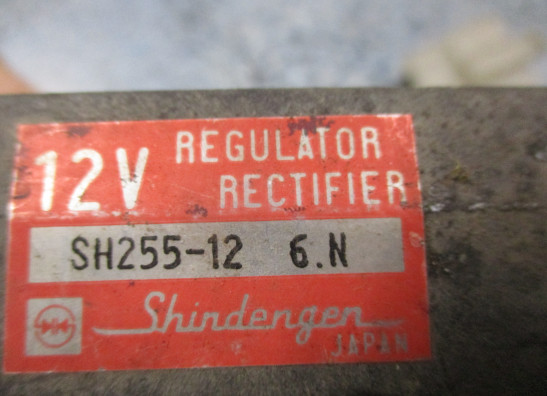 12V REGULATOR
RECTIFIER
SH255-12 6.N
Shindengen
JAPAN